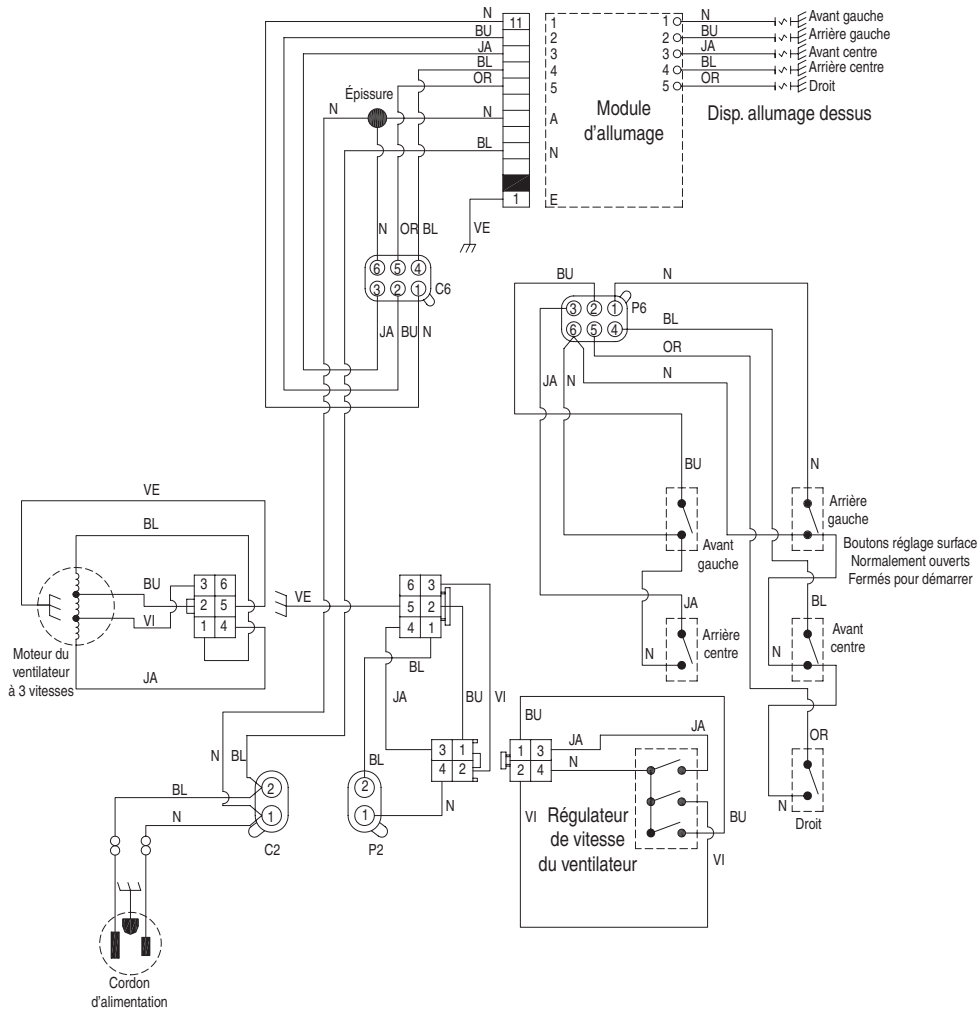 N 11 1 1 N Avant gauche
BU 2 2 BU Arrière gauche
JA 3 3 JA Avant centre
BL 4 4 BL Arrière centre
OR 5 5 OR Droit
Épissure
N N A
Module
d'allumage
Disp. allumage dessus
BL N
1 E
VE
N OR BL
6 5 4
3 2 1 C6
JA BU N
BU N
3 2 1 P6
6 5 4 BL
OR
JA N N
BU N
Arrière
gauche
Avant
gauche
Boutons réglage surface
Normalement ouverts
Fermés pour démarrer
VE
BL
BU 3 6
2 5
VI 1 4
JA
Moteur du
ventilateur
à 3 vitesses
VE
6 3
5 2
4 1
BL
JA BU VI
JA BL
Arrière
centre
Avant
centre
N N
N BL
BL
3 1
4 2
N
BU
1 3 JA JA
2 4 N
VI BU
VI
Régulateur
de vitesse
du ventilateur
OR
N
Droit
BL 2
N 1
C2
2
1
P2
Cordon
d'alimentation